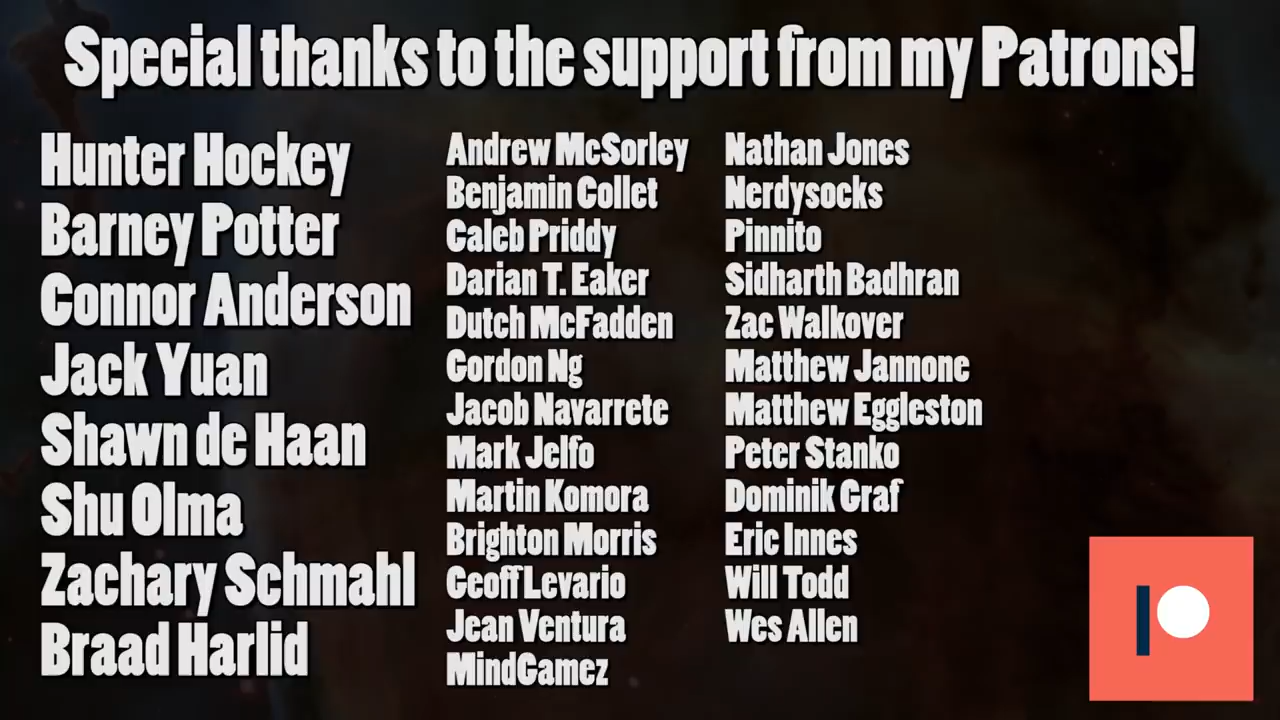 Special thanks to the support from my Patrons!
Hunter Hockey
Barney Potter
Connor Anderson
Jack Yuan
Shawn de Haan
Shu Olma
Zachary Schmahl
Braad Harlid
Andrew McSorley
Benjamin Collet
Caleb Priddy
Darian T. Eaker
Dutch McFadden
Gordon Ng
Jacob Navarrete
Mark Jelfo
Martin Komora
Brighton Morris
Geoff Levario
Jean Ventura
MindGamez
Nathan Jones
Nerdysocks
Pinnito
Sidharth Badhran
Zac Walkover
Matthew Jannone
Matthew Eggleston
Peter Stanko
Dominik Graf
Eric Innes
Will Todd
Wes Allen